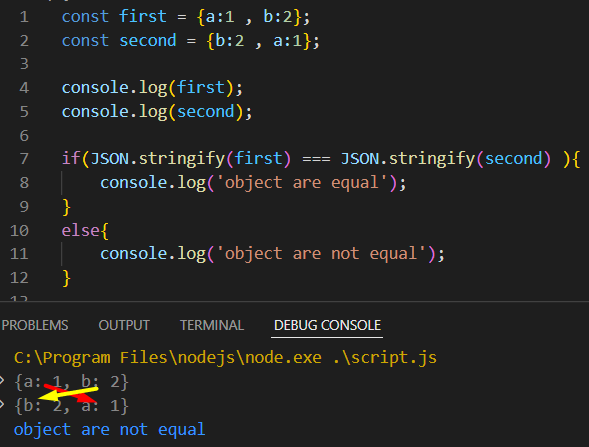 1 const first = {a:1 , b:2};
2 const second = {b:2 , a:1};
3
4 console.log(first);
5 console.log(second);
6
7 if(JSON.stringify(first) === JSON.stringify(second) ){
8 console.log('object are equal');
9 }
10 else{
11 console.log('object are not equal');
12 }
PROBLEMS OUTPUT TERMINAL DEBUG CONSOLE
C:\Program Files\nodejs\node.exe .\script.js
> {a: 1, b: 2}
> {b: 2, a: 1}
object are not equal